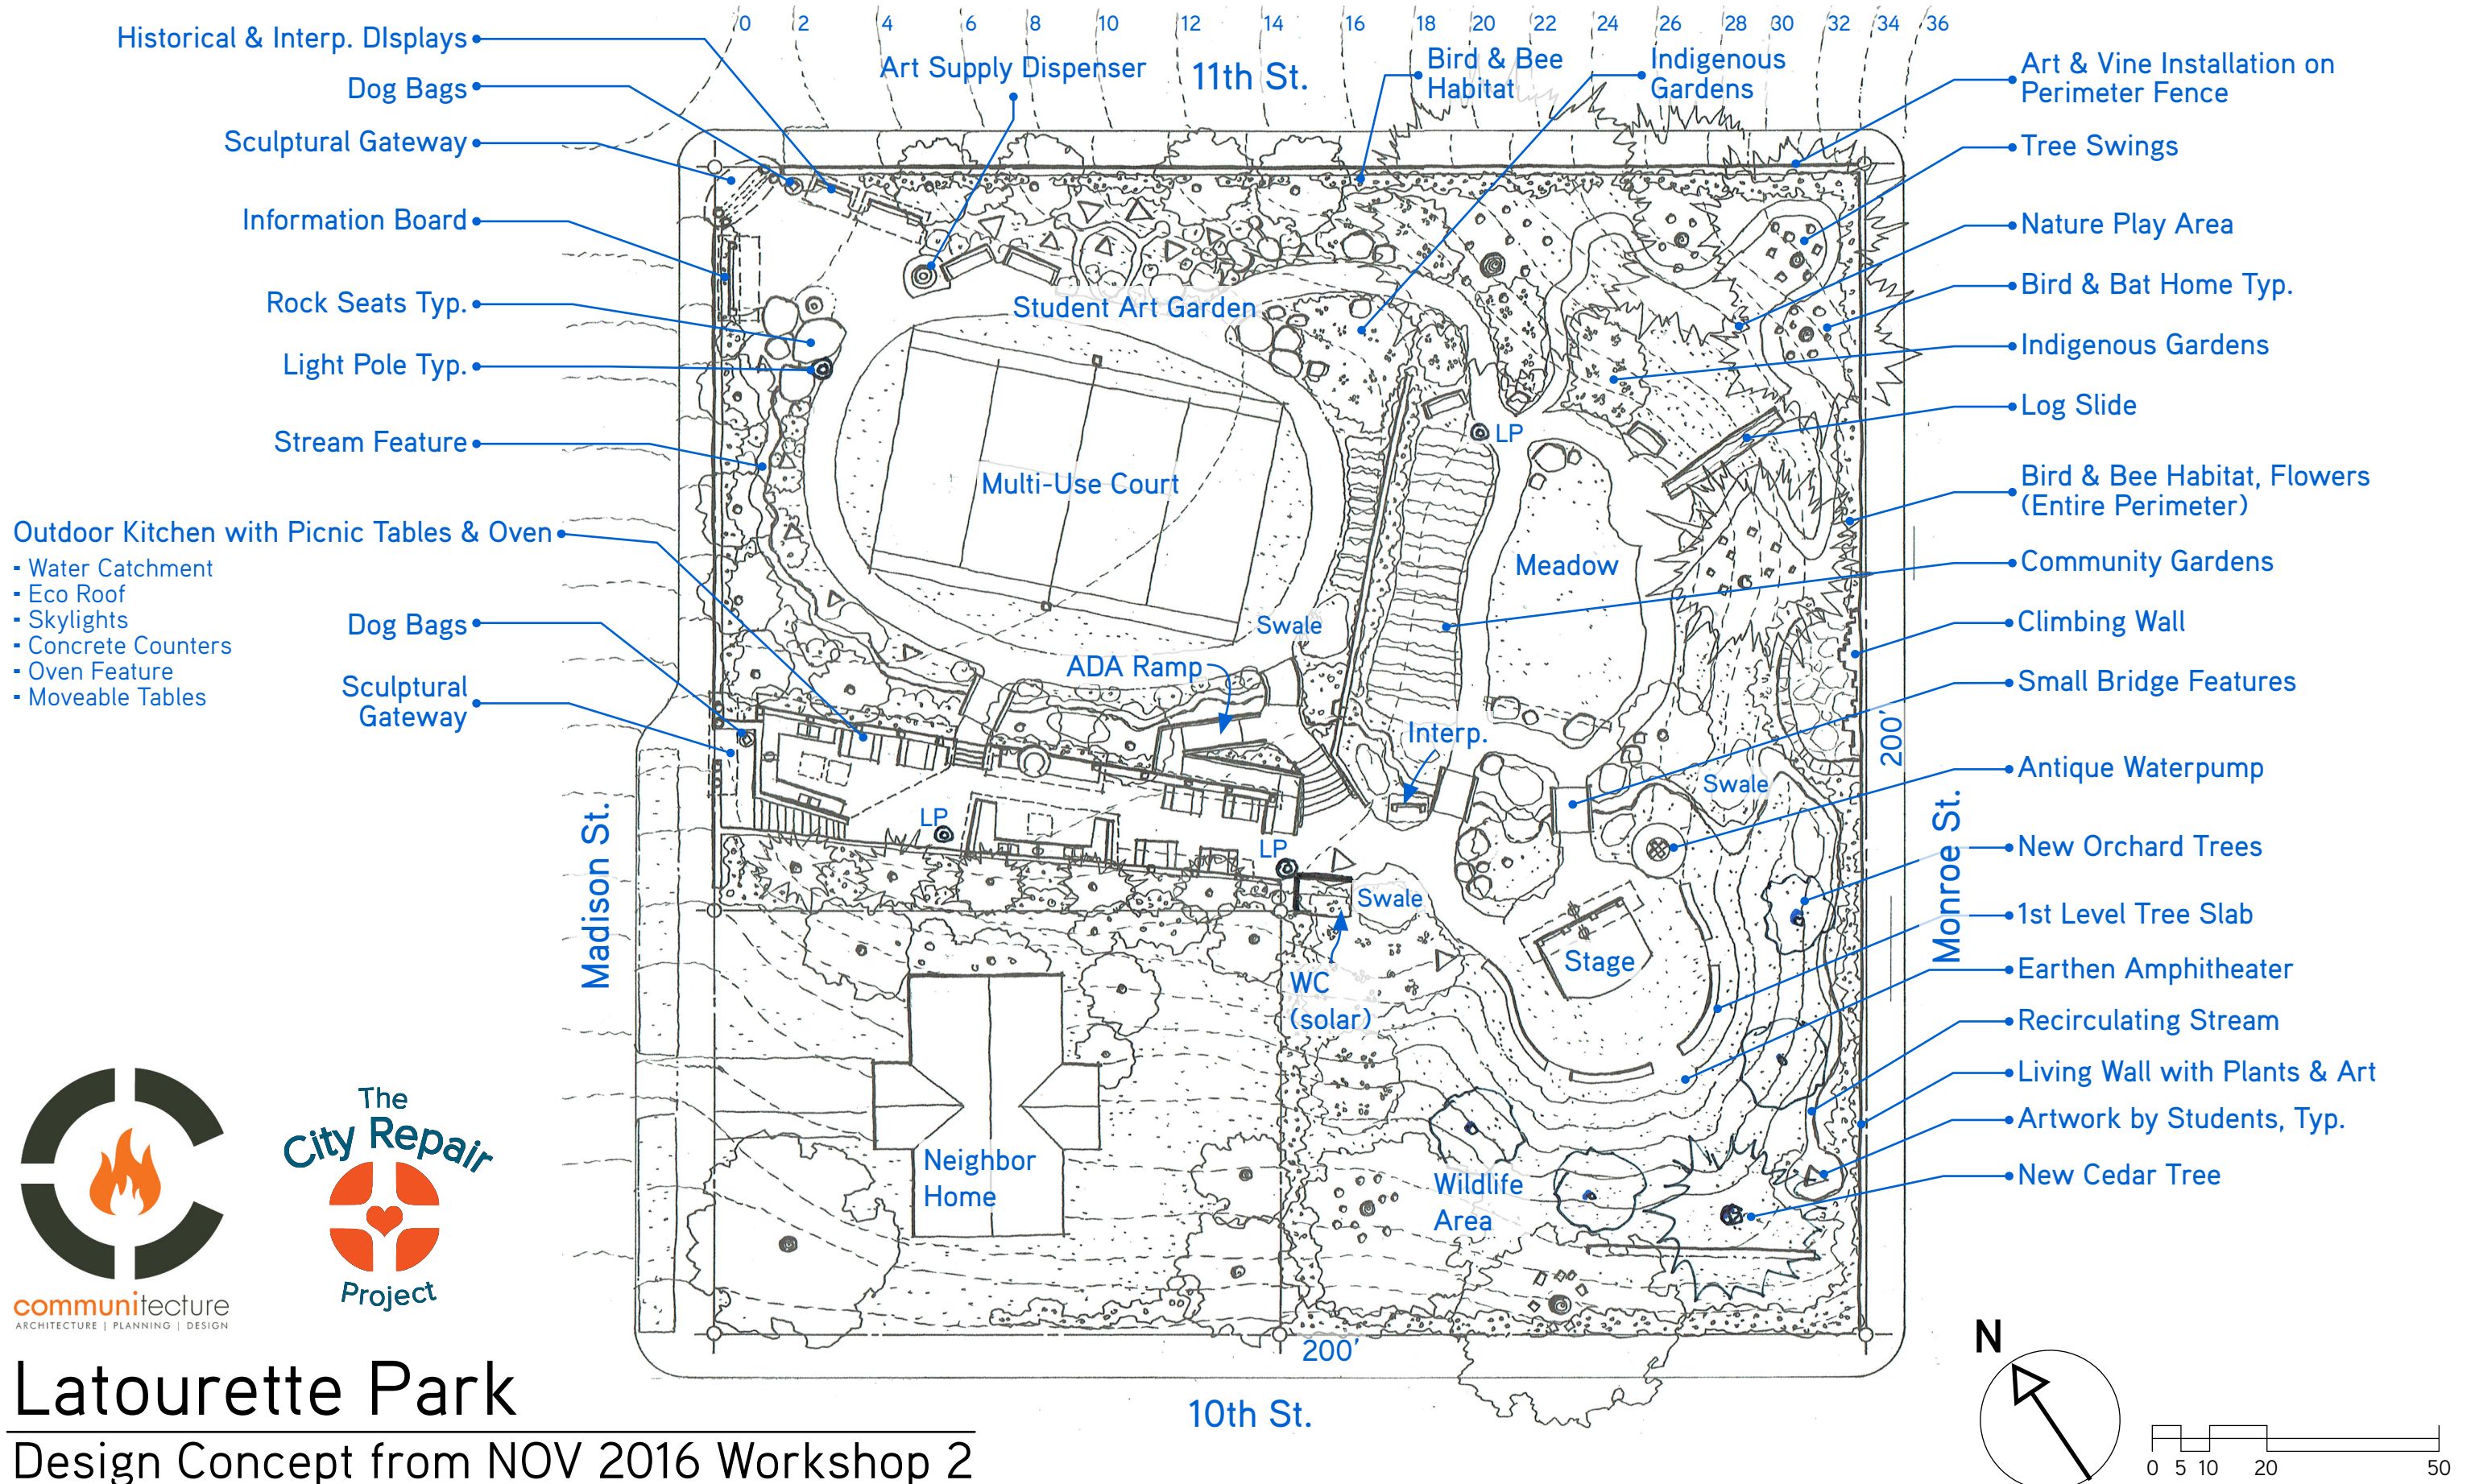 0 2 4 6 8 10 12 14 16 18 20 22 24 26 28 30 32 34 36
Historical & Interp. DIsplays
Dog Bags
Sculptural Gateway
Information Board
Rock Seats Typ.
Light Pole Typ.
Stream Feature
Outdoor Kitchen with Picnic Tables & Oven
- Water Catchment
- Eco Roof
- Skylights
- Concrete Counters
- Oven Feature
- Moveable Tables
Dog Bags
Sculptural
Gateway
Art Supply Dispenser
11th St.
Bird & Bee
Habitat
Indigenous
Gardens
Art & Vine Installation on
Perimeter Fence
Tree Swings
Nature Play Area
Bird & Bat Home Typ.
Indigenous Gardens
Log Slide
Bird & Bee Habitat, Flowers
(Entire Perimeter)
Community Gardens
Climbing Wall
Small Bridge Features
Antique Waterpump
New Orchard Trees
1st Level Tree Slab
Earthen Amphitheater
Recirculating Stream
Living Wall with Plants & Art
Artwork by Students, Typ.
New Cedar Tree
Student Art Garden
LP
Multi-Use Court
Meadow
Swale
ADA Ramp
Interp.
Swale
200'
LP
LP
Swale
Madison St.
Monroe St.
Stage
WC
(solar)
Neighbor
Home
Wildlife
Area
200'
10th St.
communitecture
ARCHITECTURE | PLANNING | DESIGN
The
City Repair
Project
Latourette Park
Design Concept from NOV 2016 Workshop 2
N
0 5 10 20 50